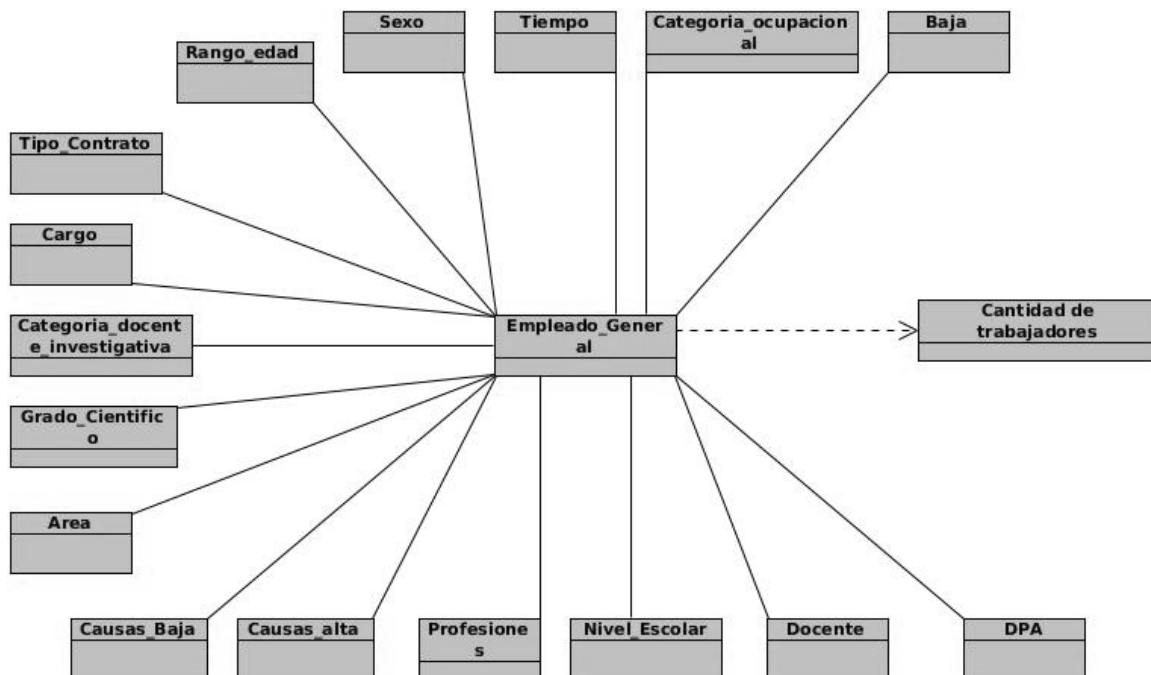 Sexo
Tiempo
Categoria_ocupacion
al
Baja
Rango_edad
Tipo_Contrato
Cargo
Categoria_docent
e_investigativa
Empleado_Gener
al
Cantidad de
trabajadores
Grado_Cientific
o
Area
Causas_Baja
Causas_alta
Profesione
s
Nivel_Escolar
Docente
DPA